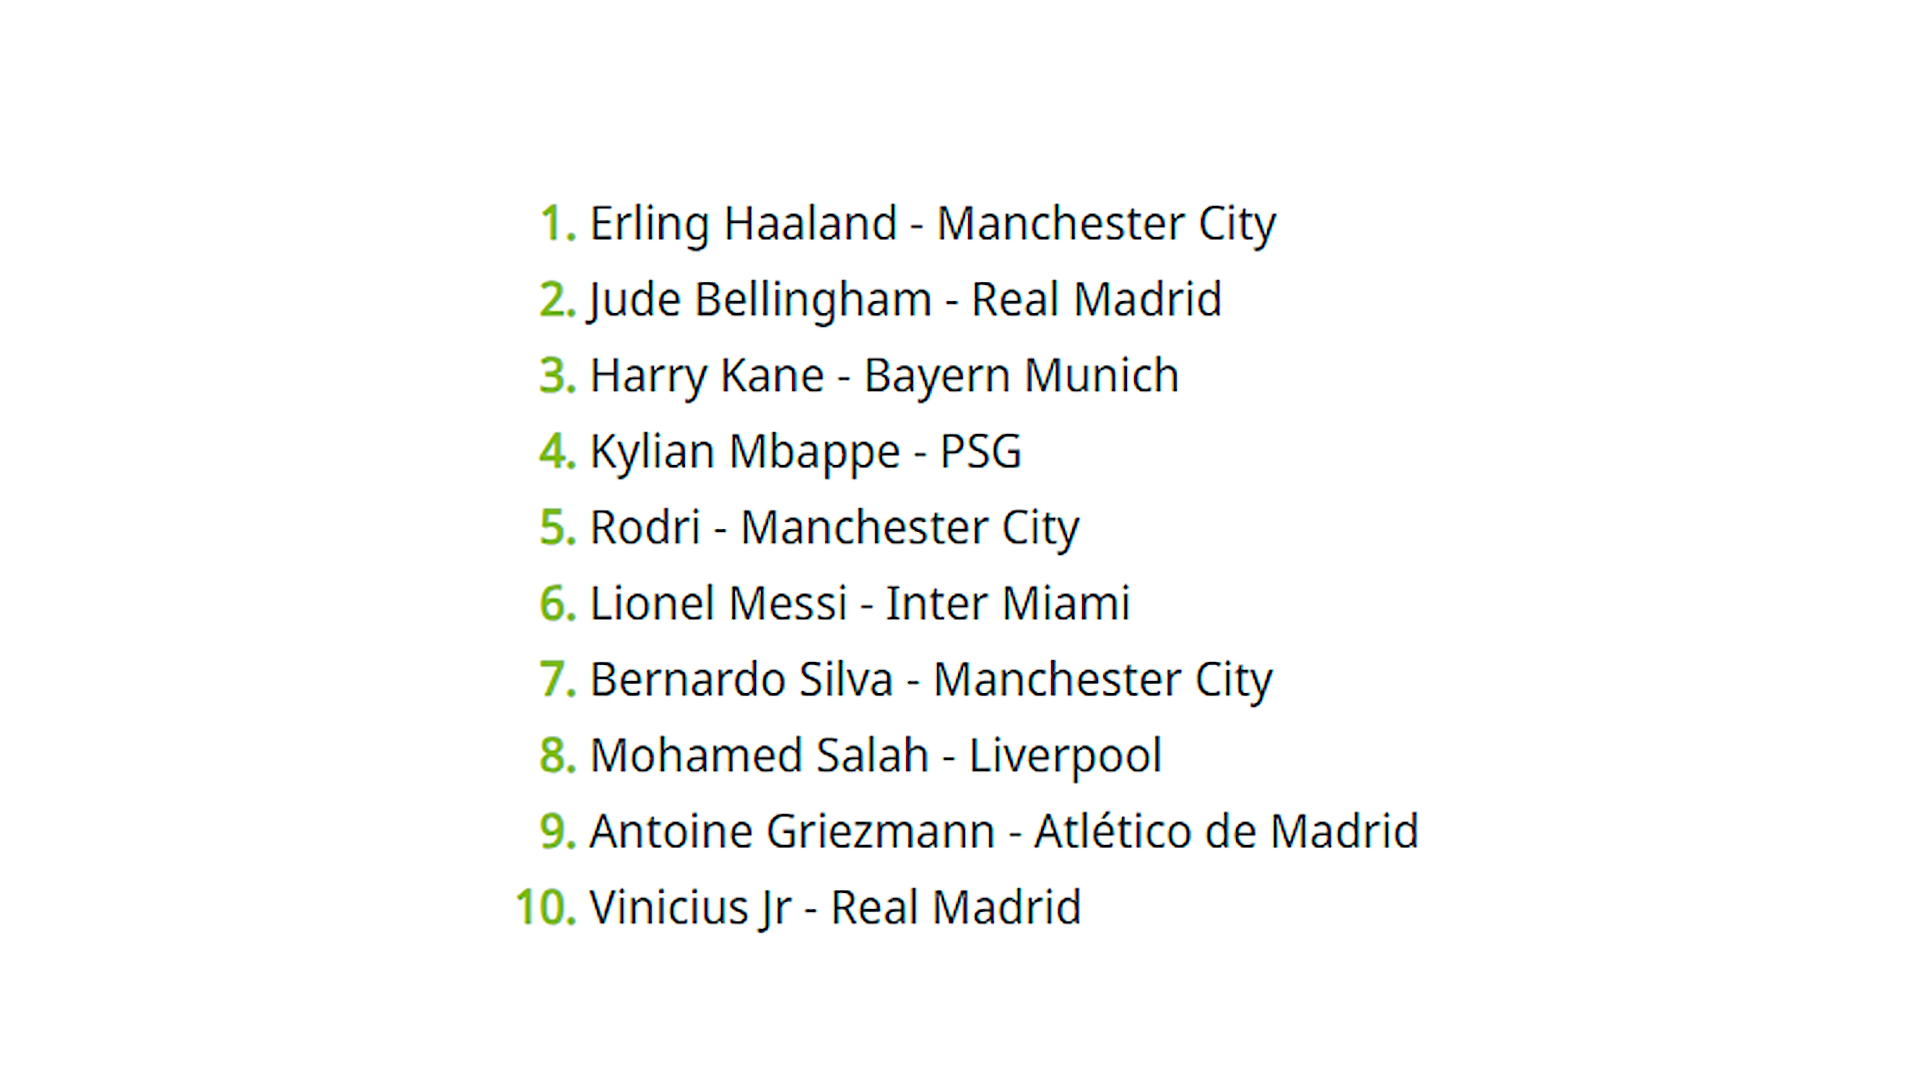 1. Erling Haaland - Manchester City
2. Jude Bellingham - Real Madrid
3. Harry Kane - Bayern Munich
4. Kylian Mbappe - PSG
5. Rodri - Manchester City
6. Lionel Messi - Inter Miami
7. Bernardo Silva - Manchester City
8. Mohamed Salah - Liverpool
9. Antoine Griezmann - Atlético de Madrid
10. Vinicius Jr - Real Madrid